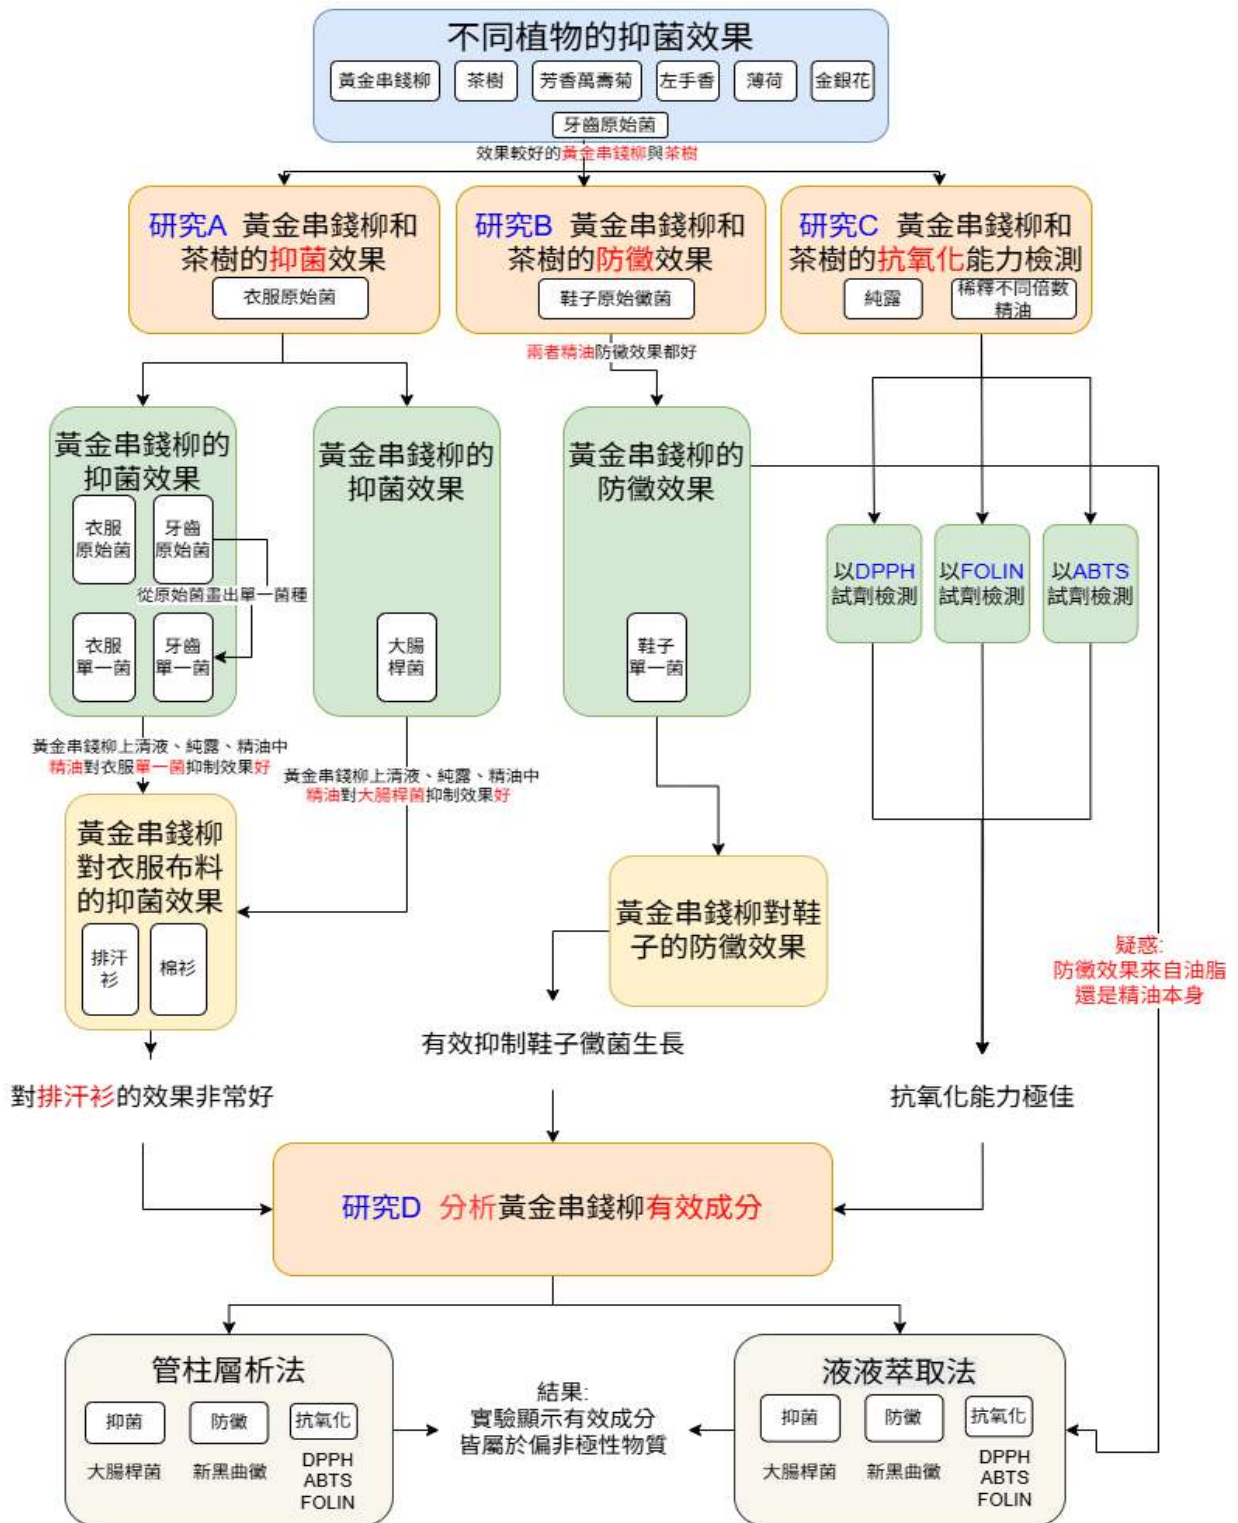 不同植物的抑菌效果
黃金串錢柳
茶樹
芳香萬壽菊
左手香
薄荷
金銀花
牙齒原始菌
效果較好的黃金串錢柳與茶樹
研究A 黃金串錢柳和
茶樹的抑菌效果
衣服原始菌
研究B 黃金串錢柳和
茶樹的防黴效果
鞋子原始黴菌
研究C 黃金串錢柳和
茶樹的抗氧化能力檢測
純露
稀釋不同倍數
精油
兩者精油防黴效果都好
黃金串錢柳的
抑菌效果
衣服
原始菌
牙齒
原始菌
從原始菌畫出單一菌種
衣服
單一菌
牙齒
單一菌
黃金串錢柳的
抑菌效果
大腸
桿菌
黃金串錢柳的
防黴效果
鞋子
單一菌
以DPPH
試劑檢測
以FOLIN
試劑檢測
以ABTS
試劑檢測
黃金串錢柳上清液、純露、精油中
精油對衣服單一菌抑制效果好
黃金串錢柳上清液、純露、精油中
精油對大腸桿菌抑制效果好
黃金串錢柳
對衣服布料
的抑菌效果
排汗
衫
棉衫
黃金串錢柳對鞋
子的防黴效果
疑惑:
防黴效果來自油脂
還是精油本身
對排汗衫的效果非常好
有效抑制鞋子黴菌生長
抗氧化能力極佳
研究D 分析黃金串錢柳有效成分
管柱層析法
抑菌
防黴
抗氧化
大腸桿菌
新黑曲黴
DPPH
ABTS
FOLIN
結果:
實驗顯示有效成分
皆屬於偏非極性物質
液液萃取法
抑菌
防黴
抗氧化
大腸桿菌
新黑曲黴
DPPH
ABTS
FOLIN